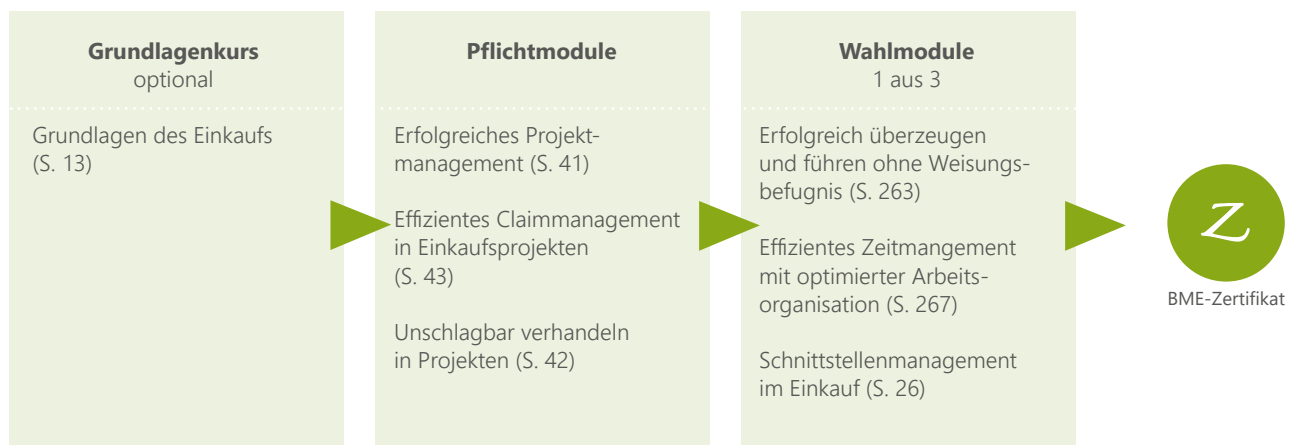 Grundlagenkurs
optional
Grundlagen des Einkaufs
(S. 13)
Pflichtmodule
Erfolgreiches Projekt-
management (S. 41)
Effizientes Claimmanagement
in Einkaufsprojekten
(S. 43)
Unschlagbar verhandeln
in Projekten (S. 42)
Wahlmodule
1 aus 3
Erfolgreich überzeugen
und führen ohne Weisungs-
befugnis (S. 263)
Effizientes Zeitmangement
mit optimierter Arbeits-
organisation (S. 267)
Schnittstellenmanagement
im Einkauf (S. 26)
Z
BME-Zertifikat